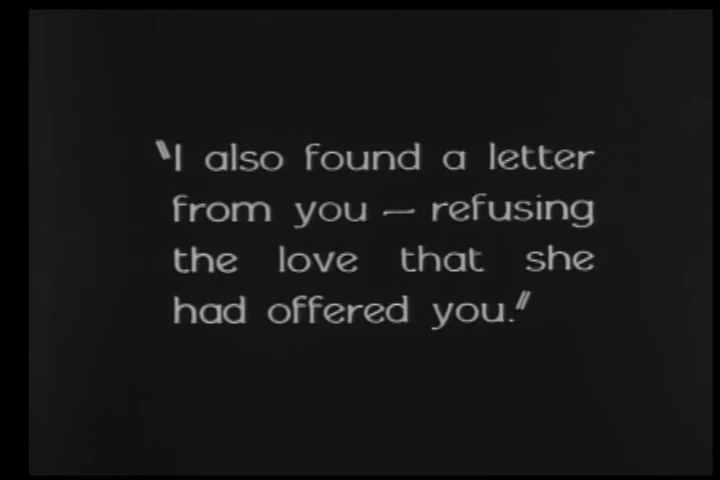 "I also found a letter
from you — refusing
the love that she
had offered you."